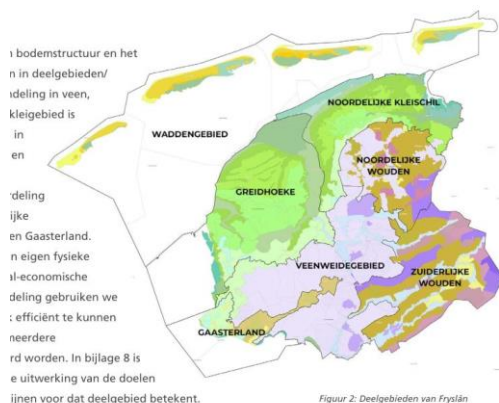 n bodemstructuur en het
n in deelgebieden/
ndeling in veen,
kleigebied is
in
en
rdeling
ijke
en Gaasterland.
n eigen fysieke
al-economische
ndeling gebruiken we
k efficiënt te kunnen
meerdere
rd worden. In bijlage 8 is
e uitwerking van de doelen
ijnen voor dat deelgebied betekent.
WADDENGEBIED
NOORDELIJKE KLEISCHIL
NOORDELIJKE
WOUDEN
GREIDHOEKE
VEENWEIDEGEBIED
ZUIDERLIJKE
WOUDEN
GAASTERLAND
Figuur 2: Deelgebieden van Fryslân